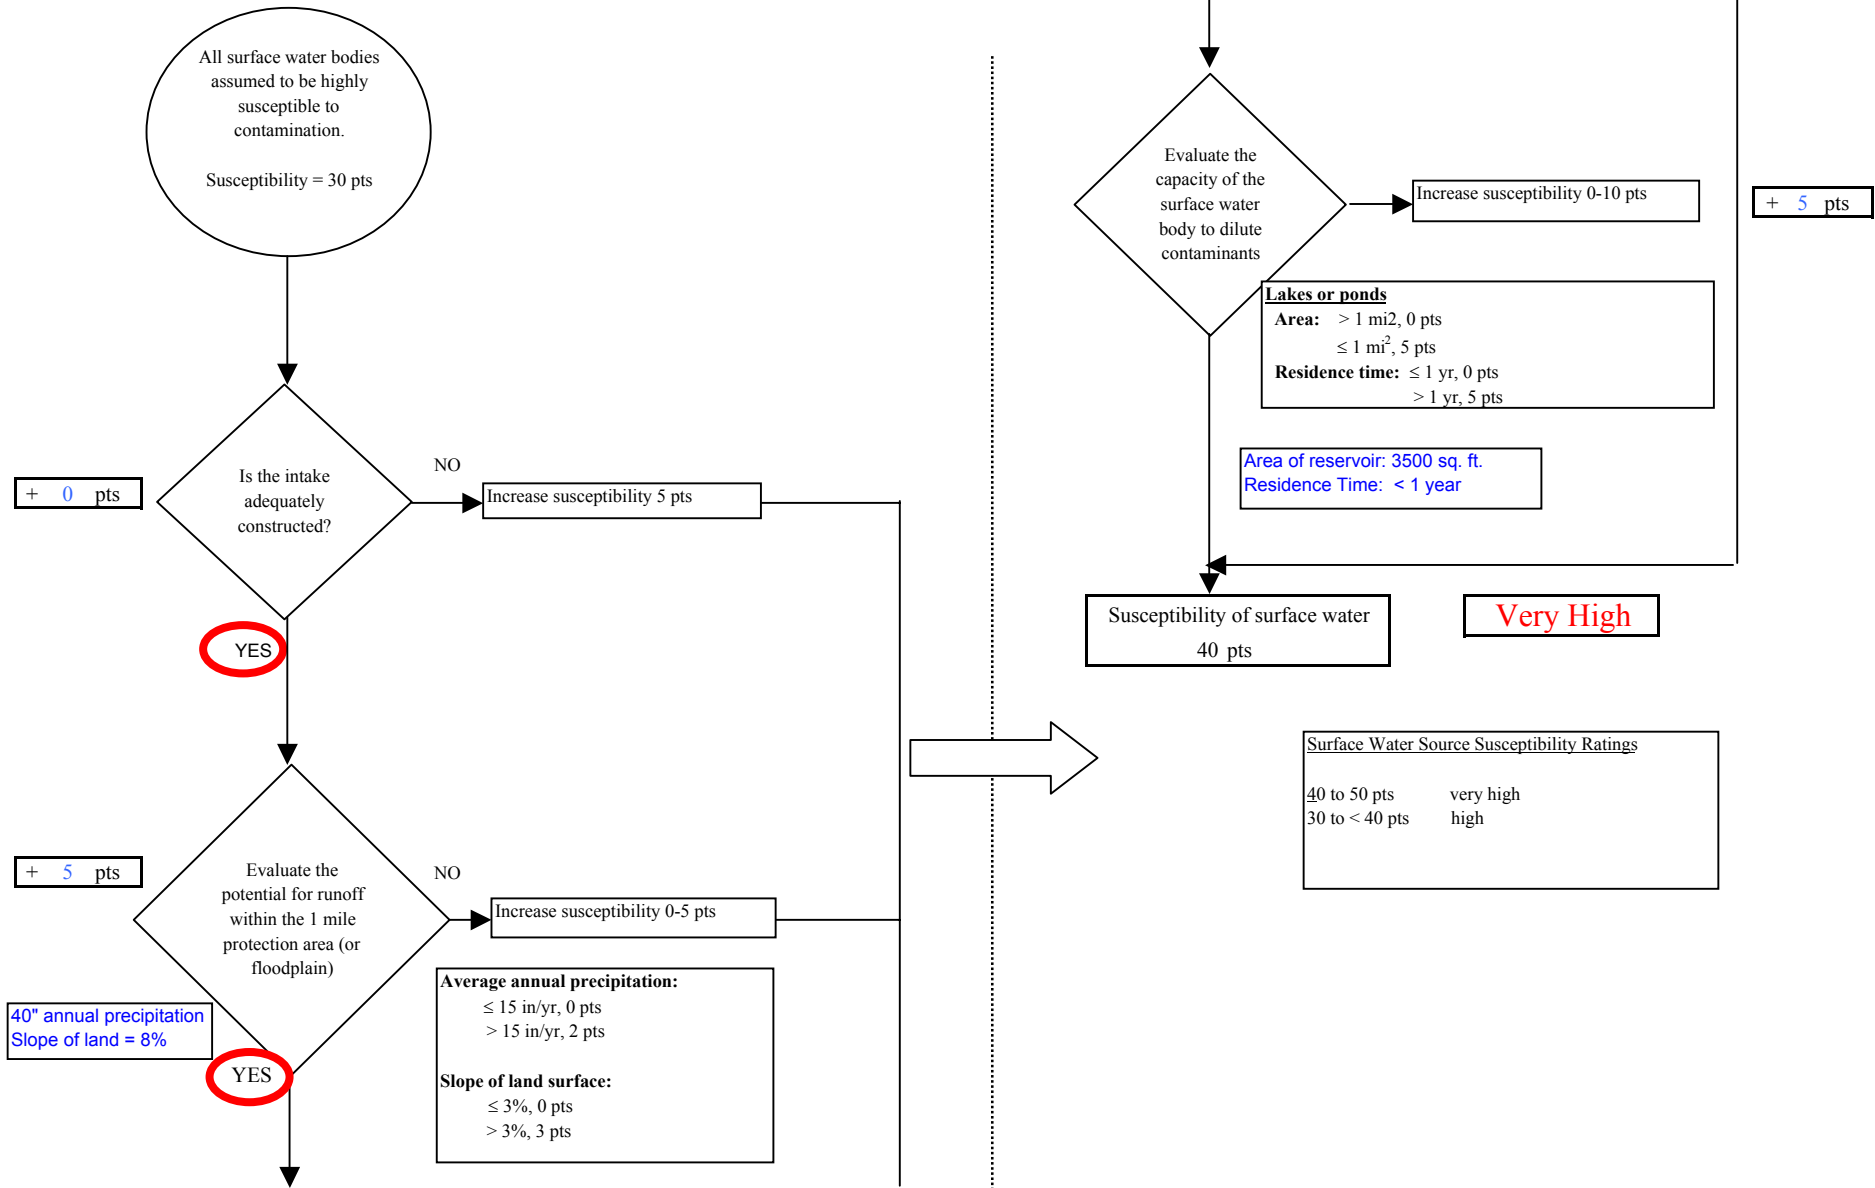 All surface water bodies
assumed to be highly
susceptible to
contamination.
Susceptibility = 30 pts
+ 0 pts
Is the intake
adequately
constructed?
NO
Increase susceptibility 5 pts
YES
+ 5 pts
Evaluate the
potential for runoff
within the 1 mile
protection area (or
floodplain)
NO
Increase susceptibility 0-5 pts
40" annual precipitation
Slope of land = 8%
YES
Average annual precipitation:
≤ 15 in/yr, 0 pts
> 15 in/yr, 2 pts
Slope of land surface:
≤ 3%, 0 pts
> 3%, 3 pts
Evaluate the
capacity of the
surface water
body to dilute
contaminants
Increase susceptibility 0-10 pts
+ 5 pts
Lakes or ponds
Area: > 1 mi2, 0 pts
≤ 1 mi², 5 pts
Residence time: ≤ 1 yr, 0 pts
> 1 yr, 5 pts
Area of reservoir: 3500 sq. ft.
Residence Time: < 1 year
Susceptibility of surface water
40 pts
Very High
Surface Water Source Susceptibility Ratings
40 to 50 pts very high
30 to < 40 pts high